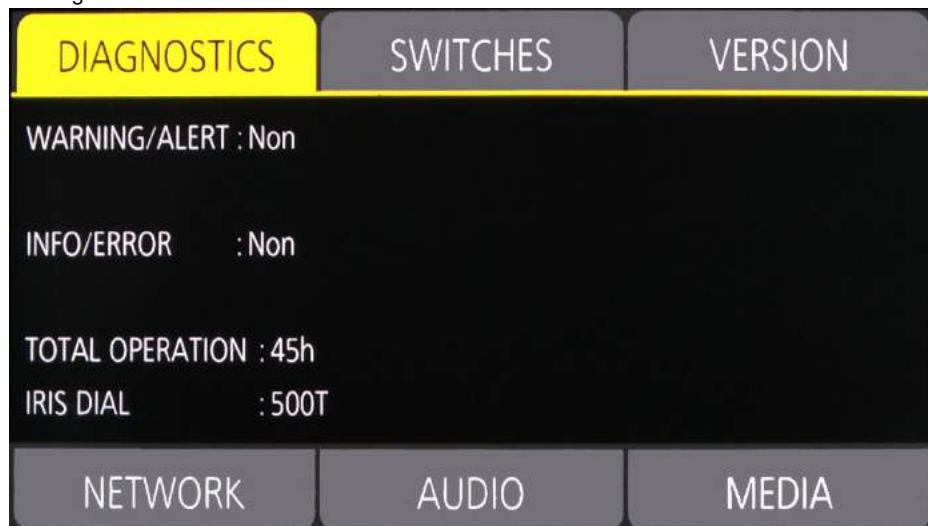 DIAGNOSTICS SWITCHES VERSION
WARNING/ALERT : Non
INFO/ERROR : Non
TOTAL OPERATION : 45h
IRIS DIAL : 500T
NETWORK AUDIO MEDIA